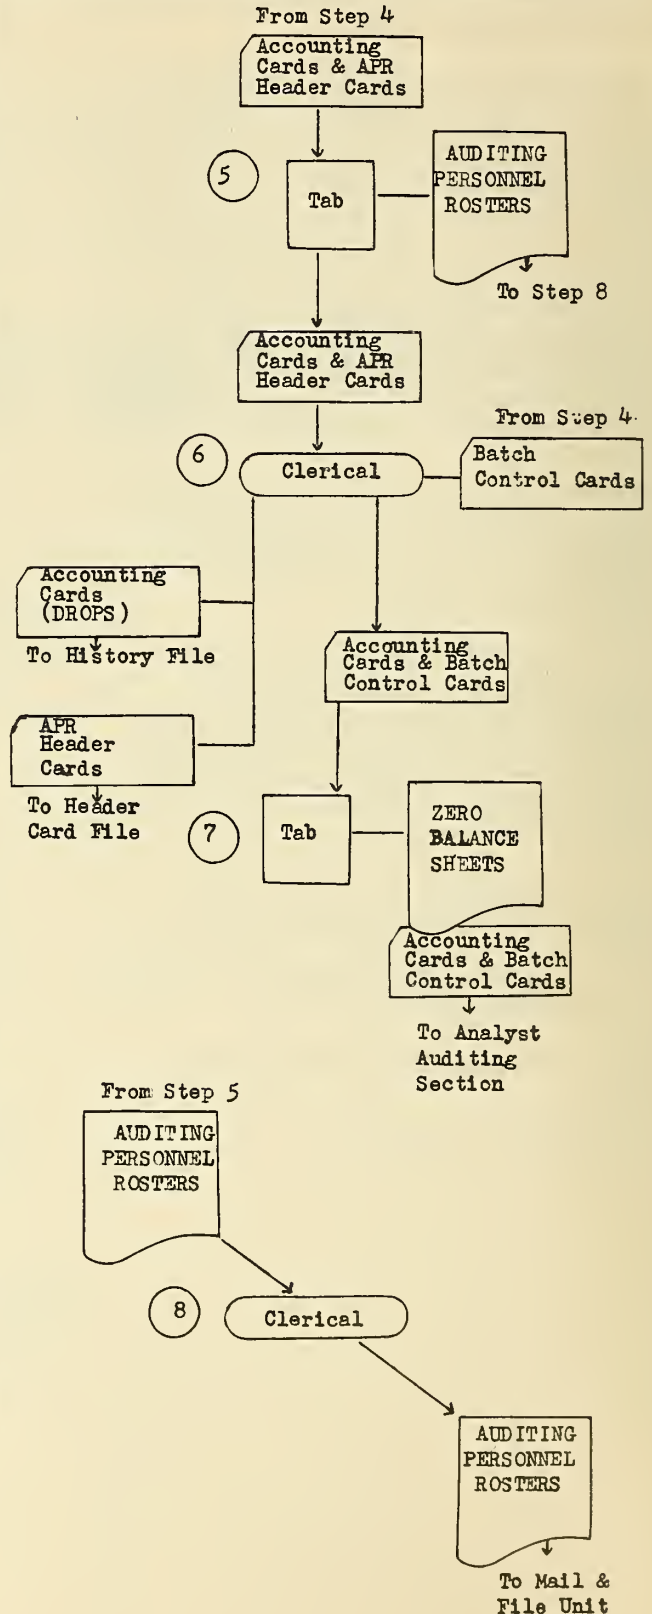 From Step 4
Accounting
Cards & APR
Header Cards
5
Tab
AUDITING
PERSONNEL
ROSTERS
To Step 8
Accounting
Cards & APR
Header Cards
From Step 4
6
Clerical
Batch
Control Cards
Accounting
Cards
(DROPS)
To History File
Accounting
Cards & Batch
Control Cards
APR
Header
Cards
To Header
Card File
7
Tab
ZERO
BALANCE
SHEETS
Accounting
Cards & Batch
Control Cards
To Analyst
Auditing
Section
From Step 5
AUDITING
PERSONNEL
ROSTERS
8
Clerical
AUDITING
PERSONNEL
ROSTERS
To Mail &
File Unit